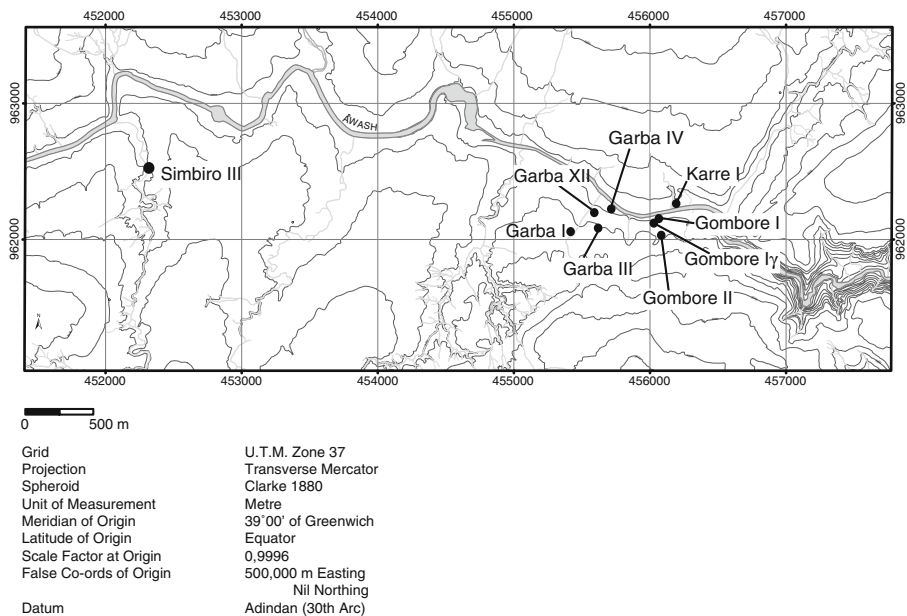 452000 453000 454000 455000 456000 457000
963000 963000
AWASH
Garba IV
Simbiro III
Garba XII
Karre I
Garba I
Gombore I
962000 962000
Garba III
Gombore Iγ
Gombore II
N
452000 453000 454000 455000 456000 457000
0 500 m
Grid U.T.M. Zone 37
Projection Transverse Mercator
Spheroid Clarke 1880
Unit of Measurement Metre
Meridian of Origin 39°00' of Greenwich
Latitude of Origin Equator
Scale Factor at Origin 0,9996
False Co-ords of Origin 500,000 m Easting
Nil Northing
Datum Adindan (30th Arc)